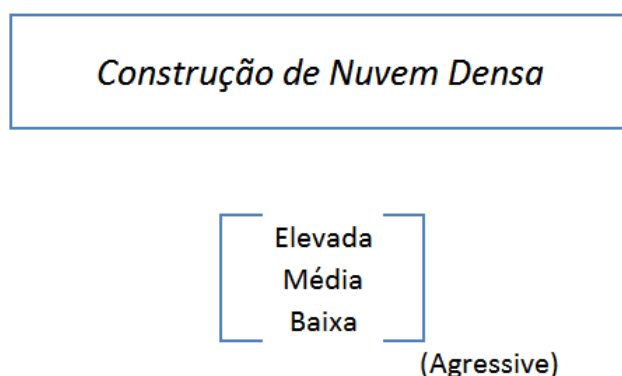 Construção de Nuvem Densa
Elevada
Média
Baixa
(Agressive)